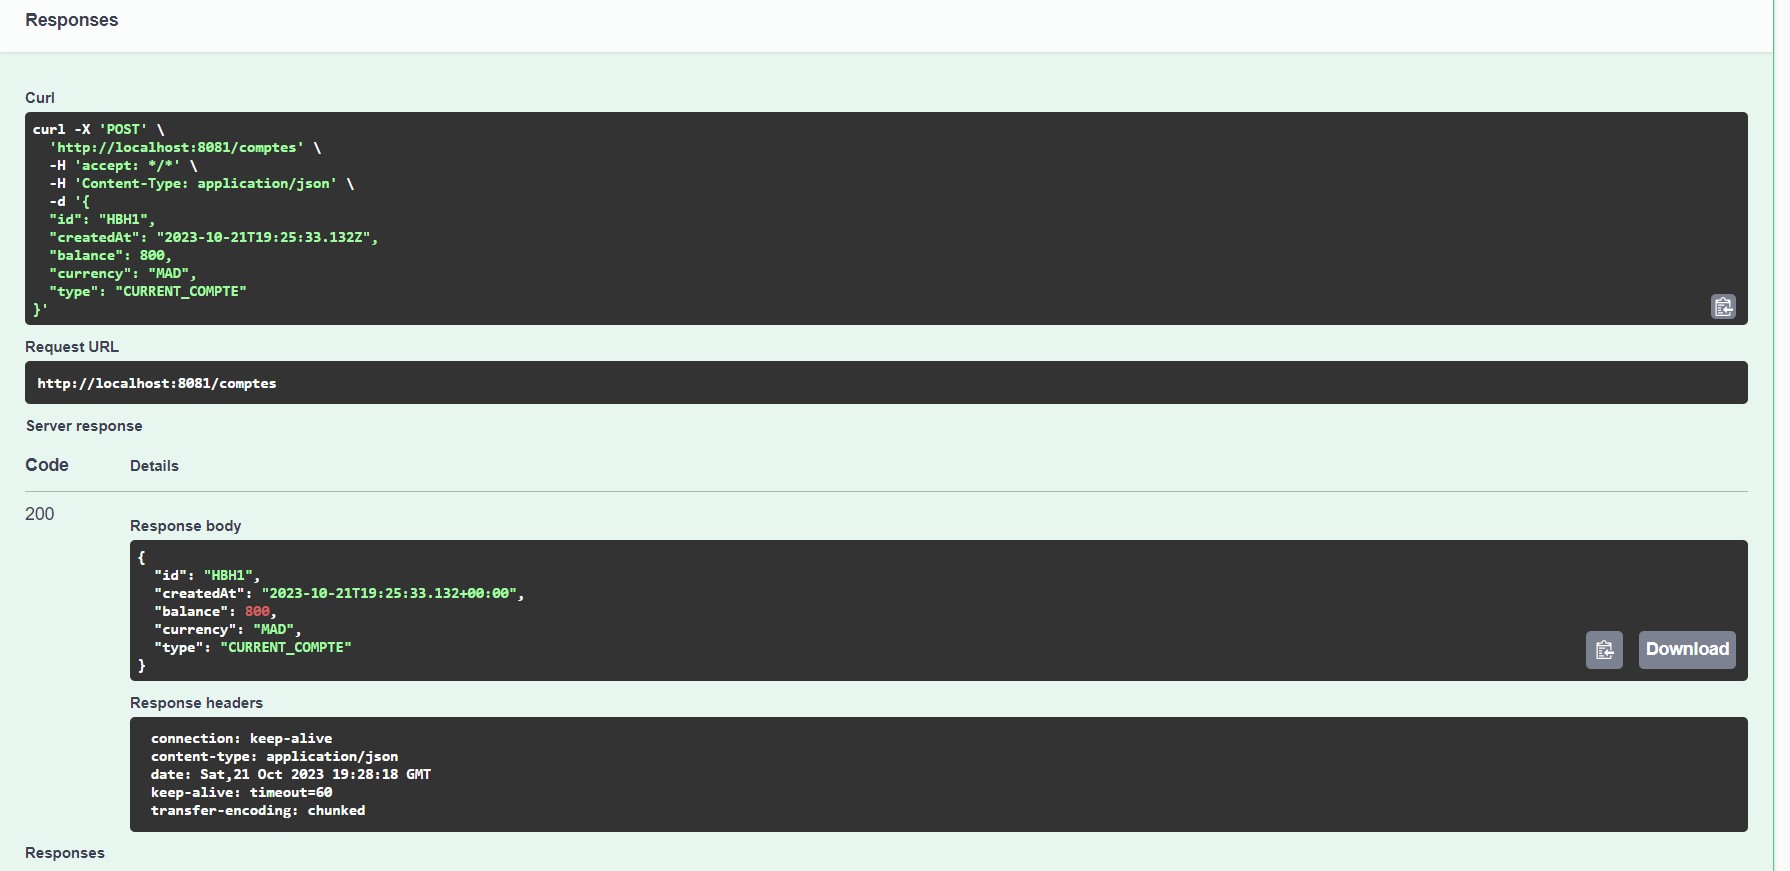 Responses
Curl
curl -X 'POST' \
  'http://localhost:8081/comptes' \
  -H 'accept: */*' \
  -H 'Content-Type: application/json' \
  -d '{
  "id": "HBH1",
  "createdAt": "2023-10-21T19:25:33.132Z",
  "balance": 800,
  "currency": "MAD",
  "type": "CURRENT_COMPTE"
}'
Request URL
http://localhost:8081/comptes
Server response
Code Details
200
Response body
{
  "id": "HBH1",
  "createdAt": "2023-10-21T19:25:33.132+00:00",
  "balance": 800,
  "currency": "MAD",
  "type": "CURRENT_COMPTE"
}
Download
Response headers
connection: keep-alive
content-type: application/json
date: Sat,21 Oct 2023 19:28:18 GMT
keep-alive: timeout=60
transfer-encoding: chunked
Responses